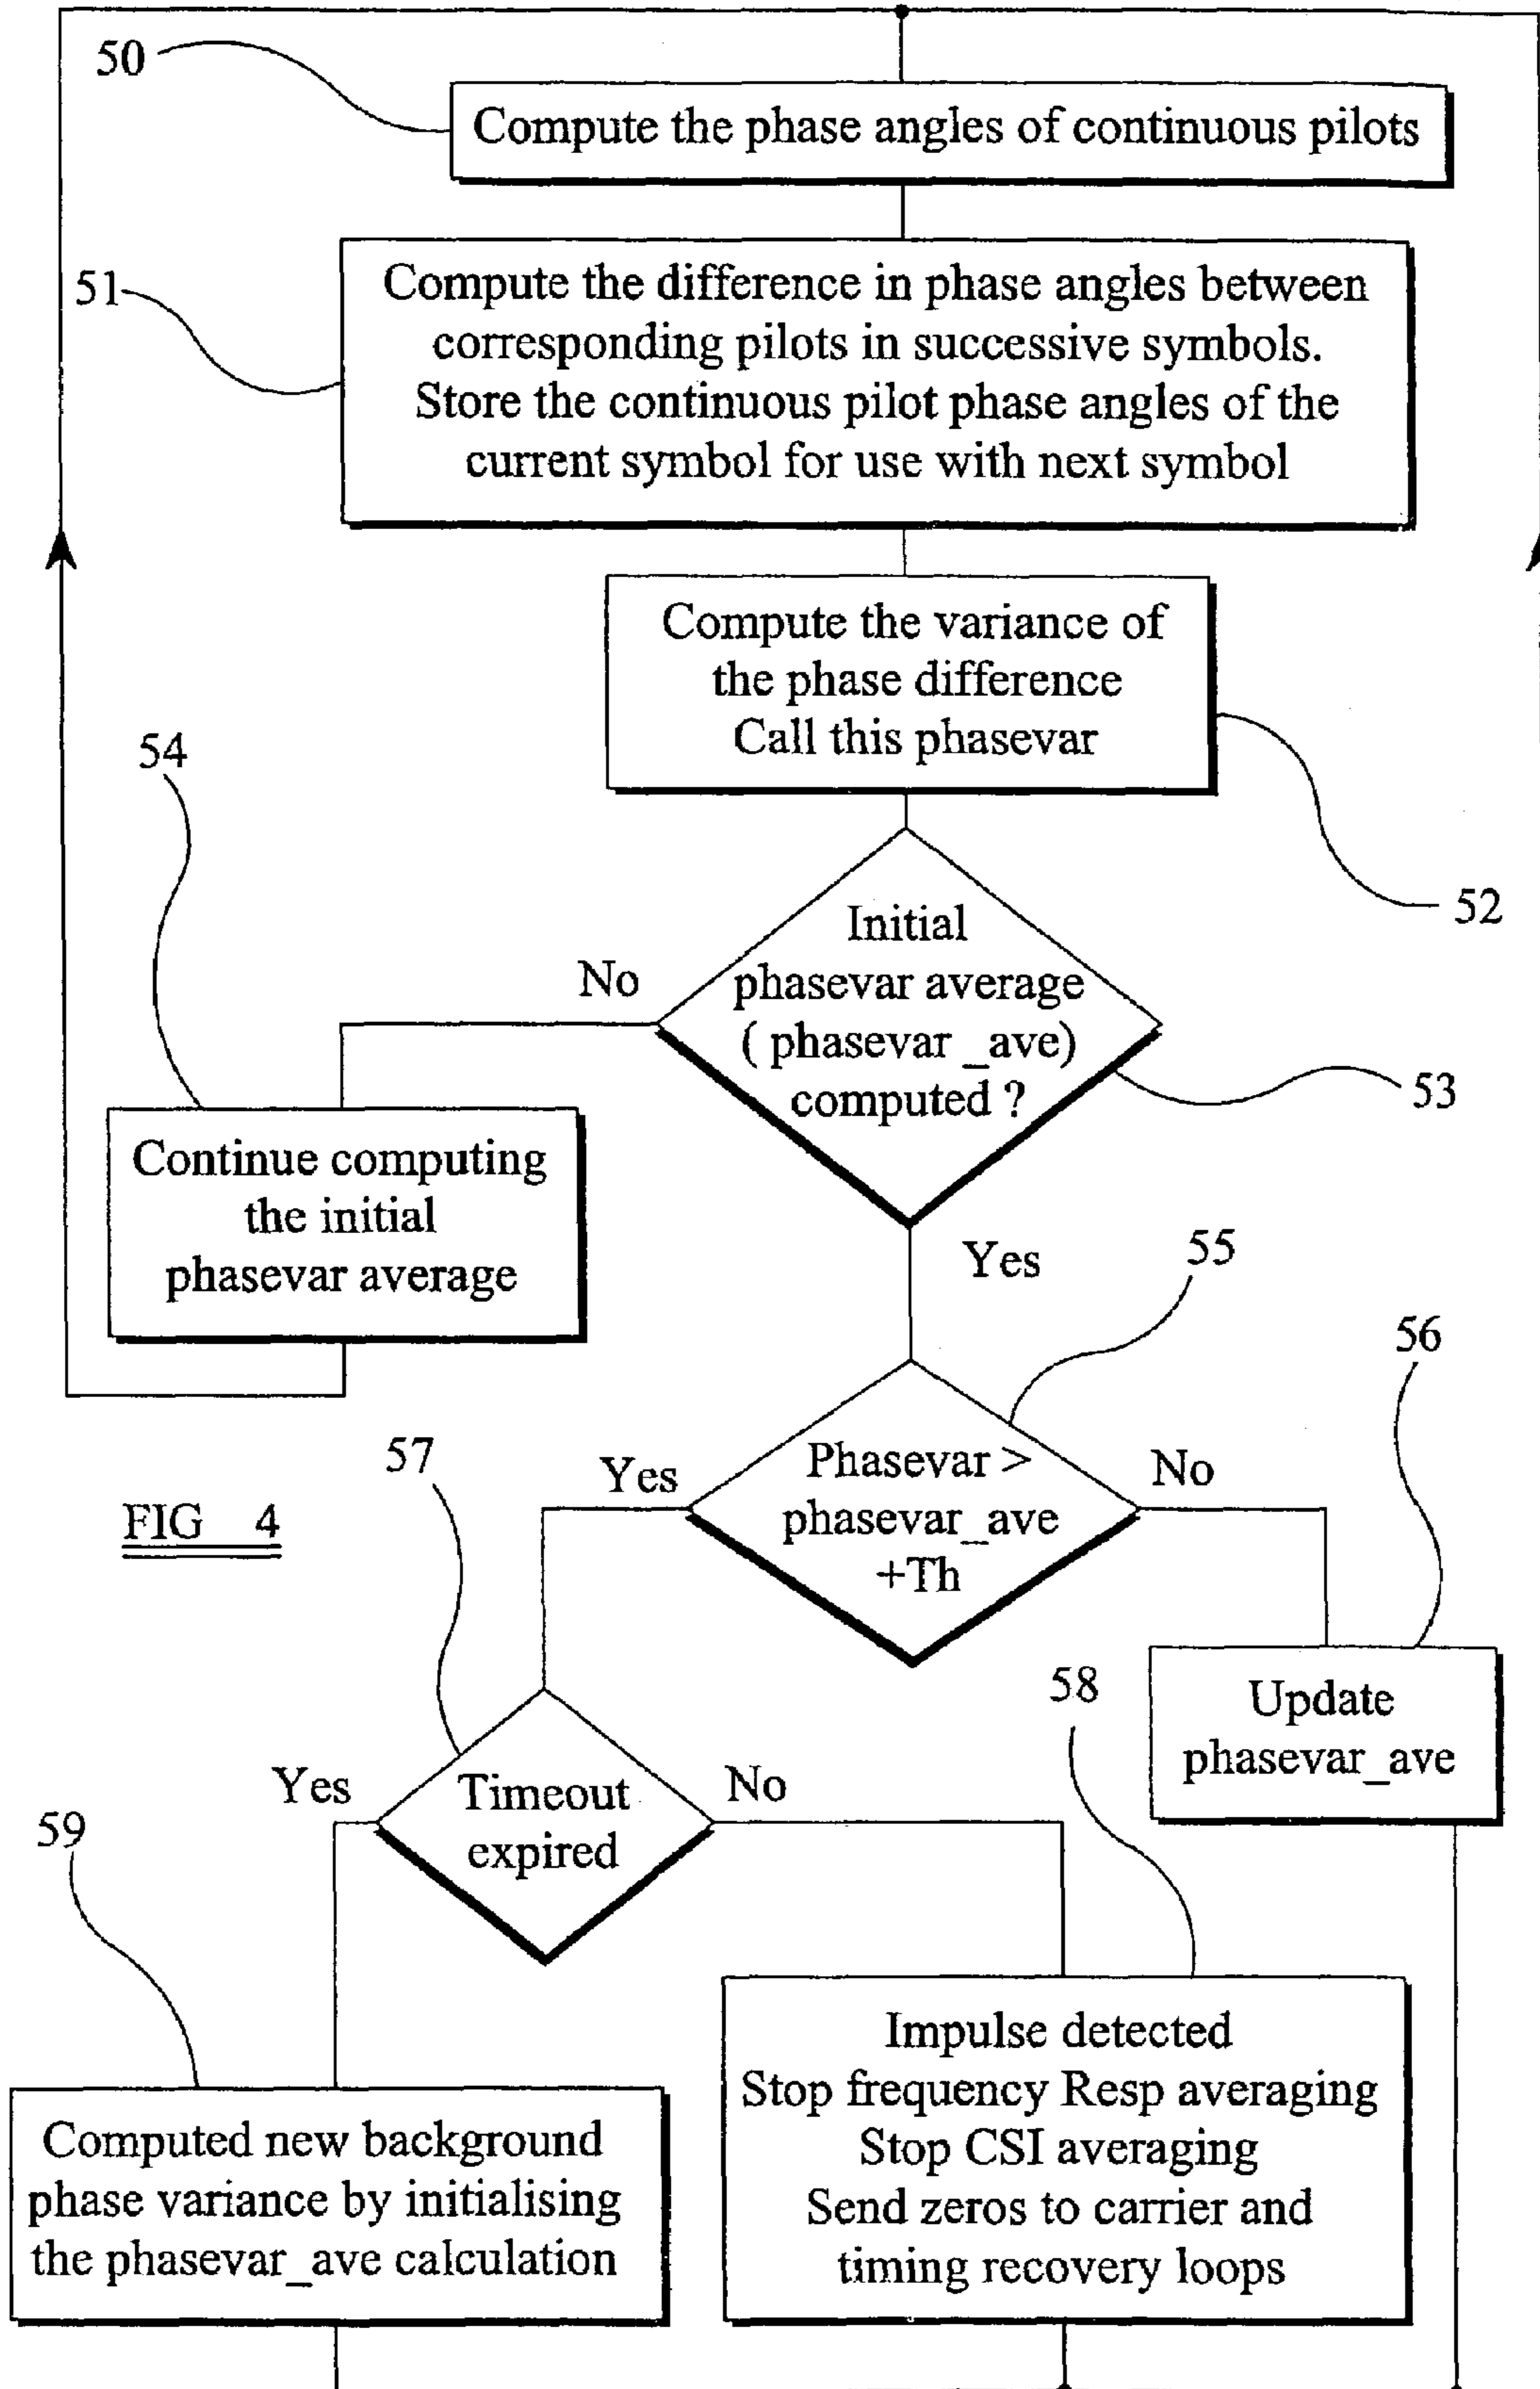 50
Compute the phase angles of continuous pilots
51
Compute the difference in phase angles between
corresponding pilots in successive symbols.
Store the continuous pilot phase angles of the
current symbol for use with next symbol
Compute the variance of
the phase difference
Call this phasevar
52
54
Initial
phasevar average
( phasevar _ave)
computed ?
No
53
Continue computing
the initial
phasevar average
Yes
55
56
57
Yes
Phasevar >
phasevar_ave
+Th
No
FIG 4
58
Update
phasevar_ave
Yes
Timeout
expired
No
59
Impulse detected
Stop frequency Resp averaging
Stop CSI averaging
Send zeros to carrier and
timing recovery loops
Computed new background
phase variance by initialising
the phasevar_ave calculation